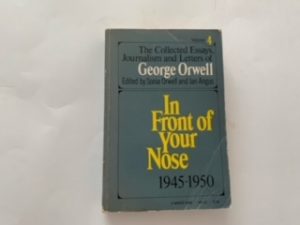 Volume 4
The Collected Essays,
Journalism and Letters of
George Orwell
Edited by Sonia Orwell and Ian Angus
In
Front of
Your
Nose
1945-1950